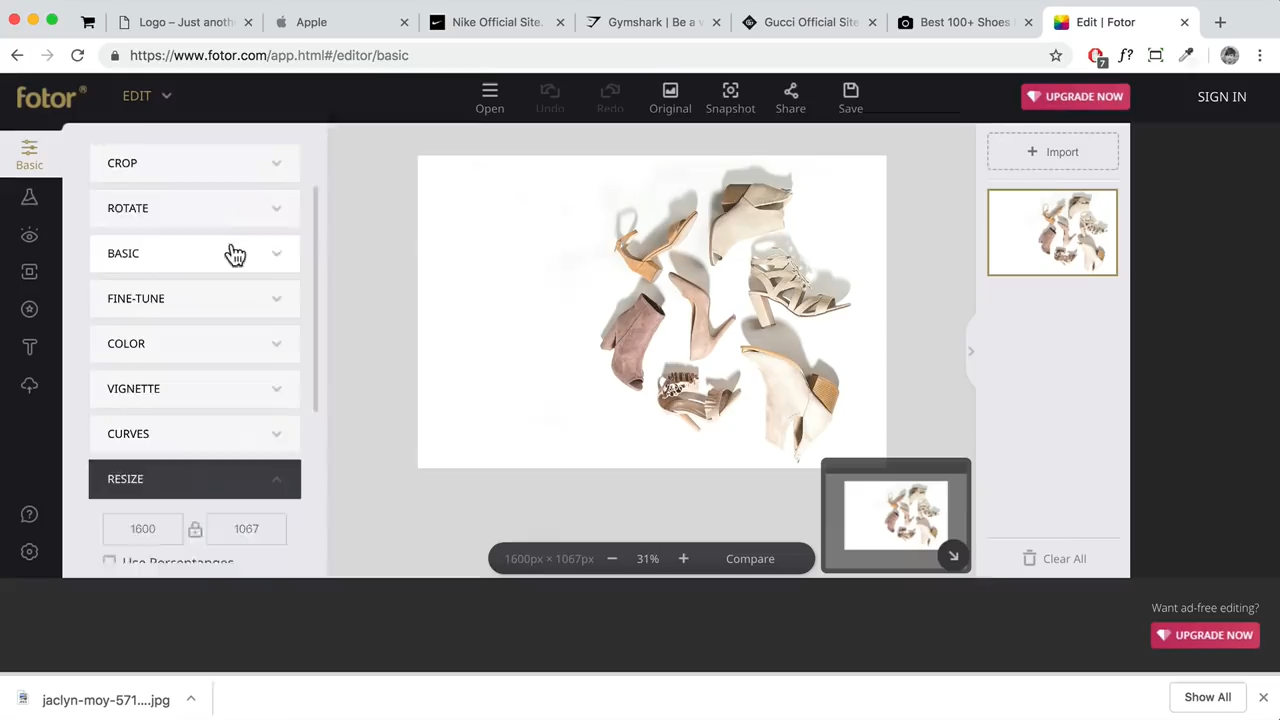 Logo – Just anoth
Apple
Nike Official Site.
Gymshark | Be a v
Gucci Official Site
Best 100+ Shoes
Edit | Fotor
https://www.fotor.com/app.html#/editor/basic
7
f?
fotor®
EDIT
Open
Undo
Redo
Original
Snapshot
Share
Save
UPGRADE NOW
SIGN IN
Basic
CROP
ROTATE
BASIC
FINE-TUNE
COLOR
VIGNETTE
CURVES
RESIZE
1600
1067
Use Percentages
Import
1600px × 1067px
31%
Compare
Clear All
Want ad-free editing?
UPGRADE NOW
jaclyn-moy-571....jpg
Show All